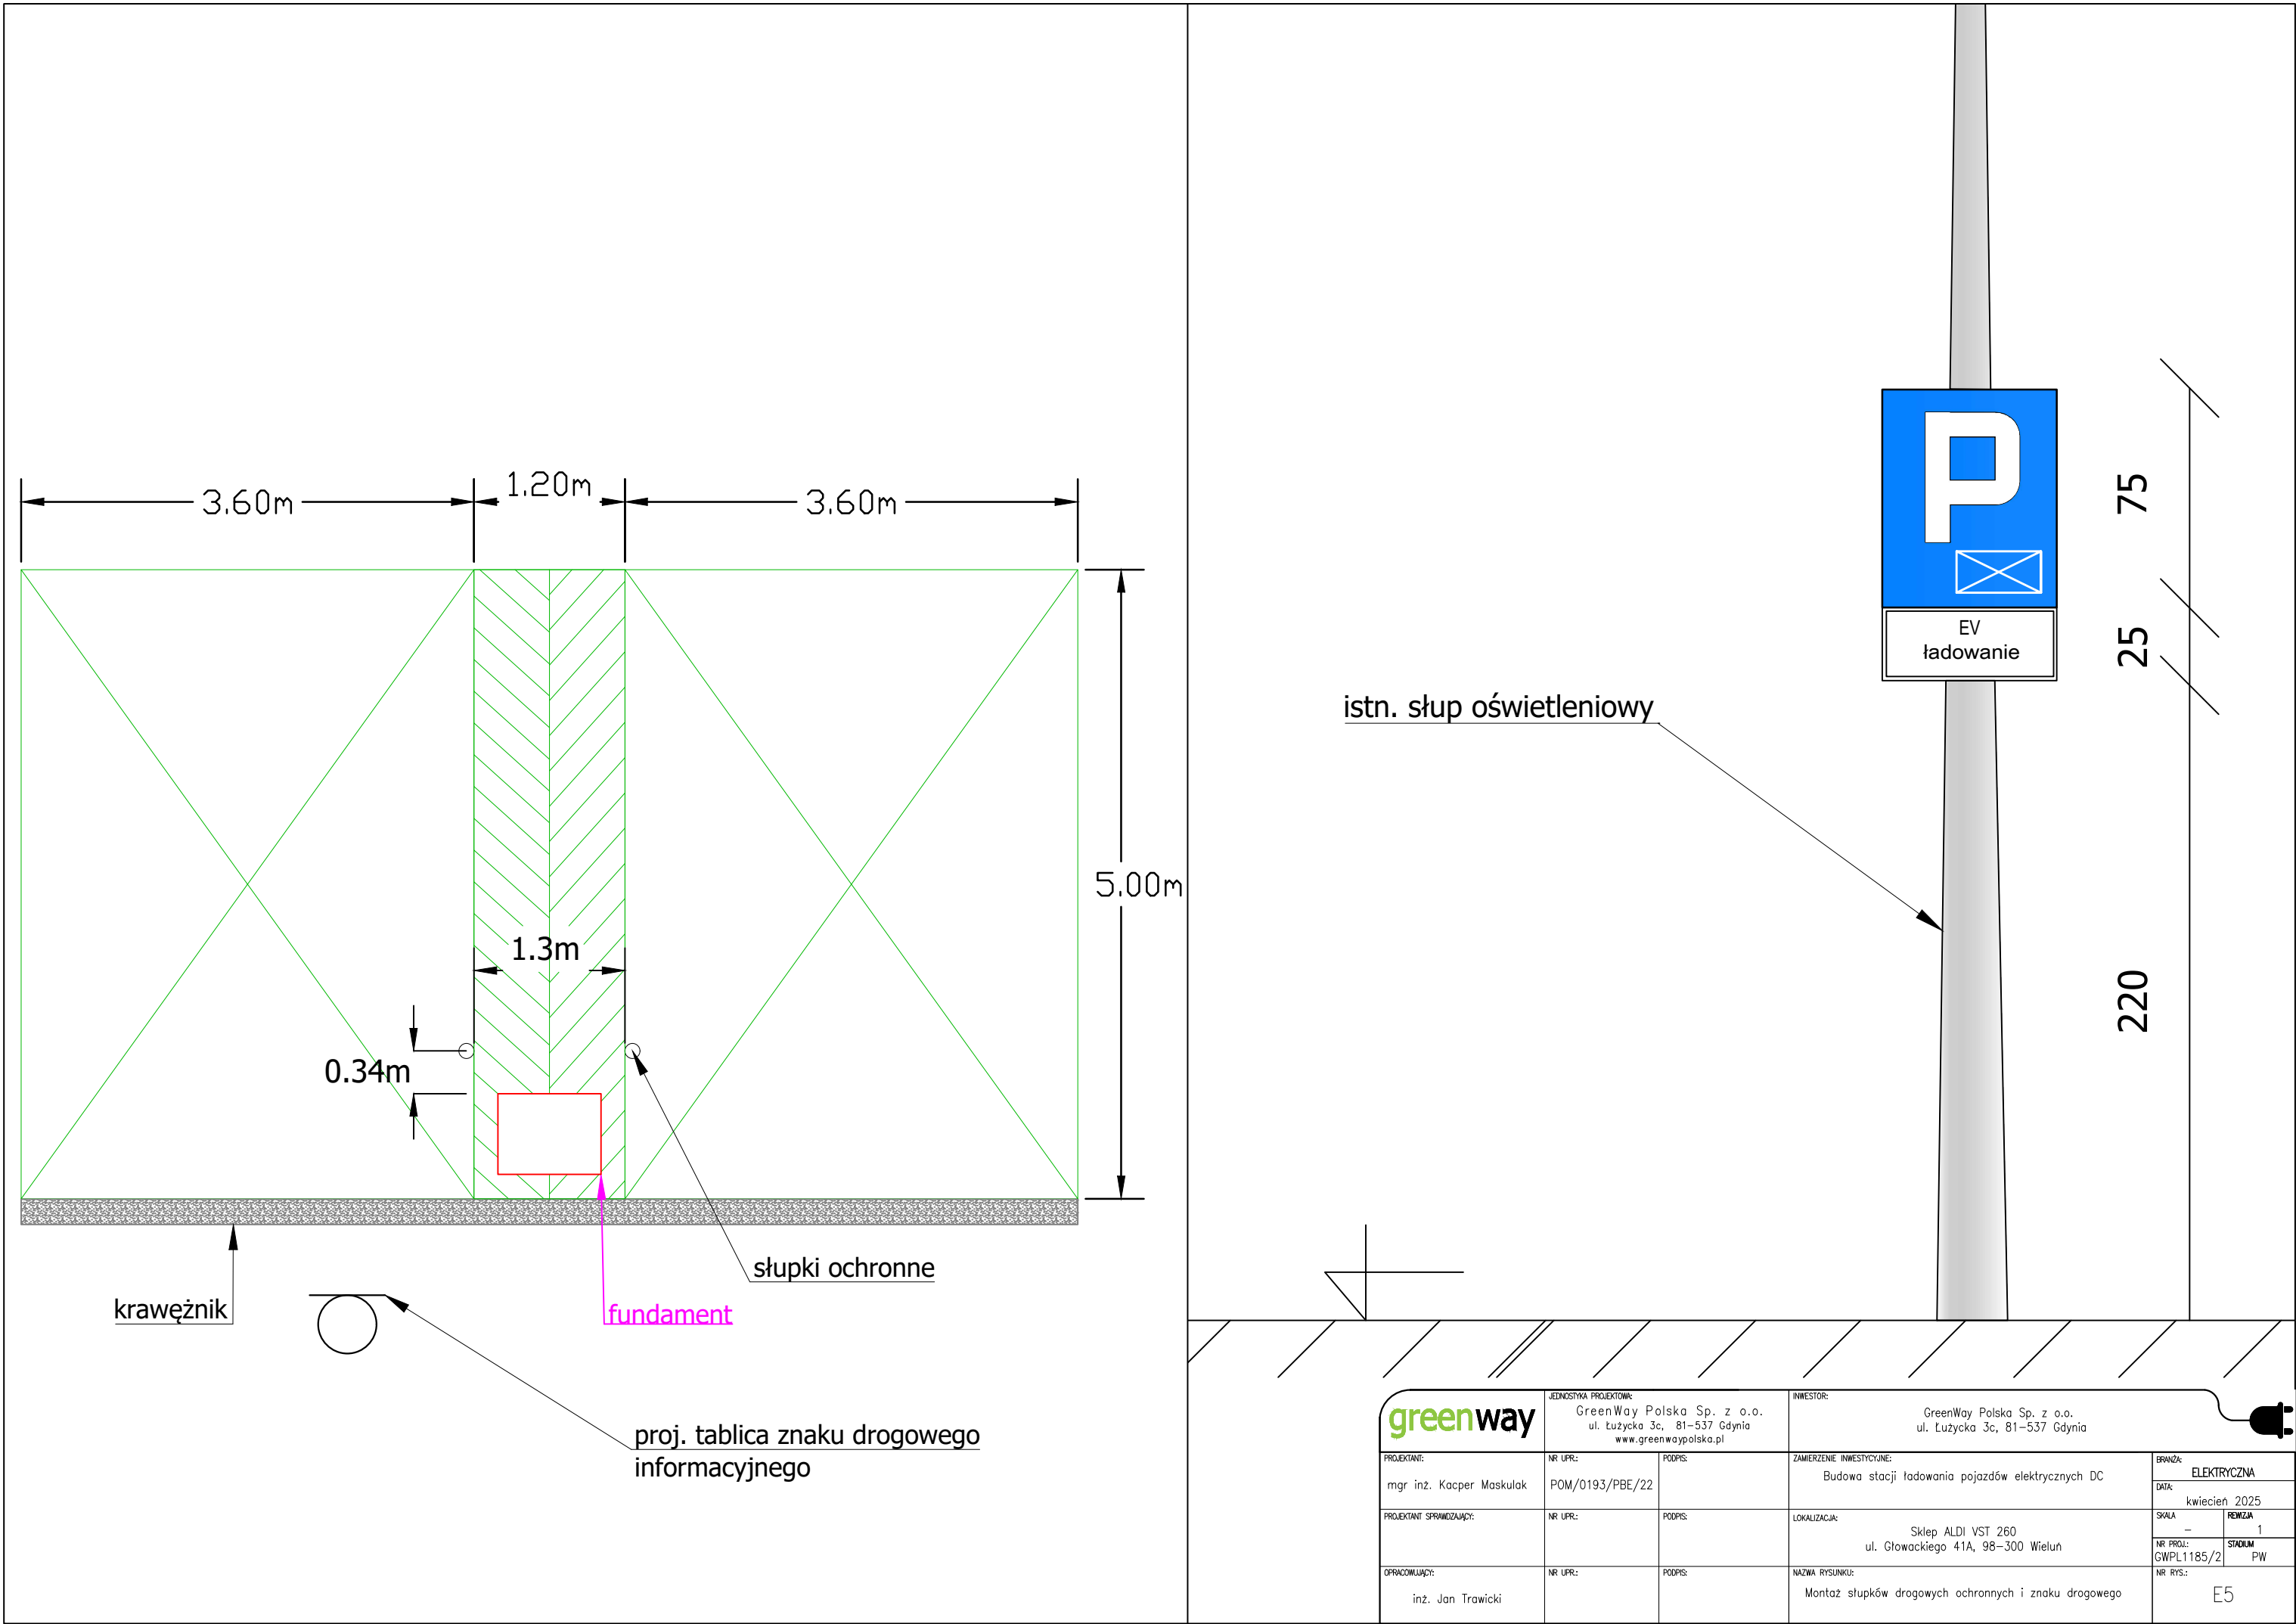 3.60m
1.20m
3.60m
5.00m
1.3m
0.34m
słupki ochronne
krawężnik
fundament
proj. tablica znaku drogowego
informacyjnego
P
EV
ładowanie
75
25
220
istn. słup oświetleniowy
greenway
JEDNOSTYKA PROJEKTOWA:
GreenWay Polska Sp. z o.o.
ul. Łużycka 3c, 81-537 Gdynia
www.greenwaypolska.pl
INWESTOR:
GreenWay Polska Sp. z o.o.
ul. Łużycka 3c, 81-537 Gdynia
PROJEKTANT:
mgr inż. Kacper Maskulak
NR UPR.:
POM/0193/PBE/22
PODPIS:
ZAMIERZENIE INWESTYCYJNE:
Budowa stacji ładowania pojazdów elektrycznych DC
BRANŻA:
ELEKTRYCZNA
DATA:
kwiecień 2025
PROJEKTANT SPRAWDZAJĄCY:
NR UPR.:
PODPIS:
LOKALIZACJA:
Sklep ALDI VST 260
ul. Głowackiego 41A, 98-300 Wieluń
SKALA
-
REWIZJA
1
NR PROJ.:
GWPL1185/2
STADIUM
PW
OPRACOWUJĄCY:
inż. Jan Trawicki
NR UPR.:
PODPIS:
NAZWA RYSUNKU:
Montaż słupków drogowych ochronnych i znaku drogowego
NR RYS.:
E5